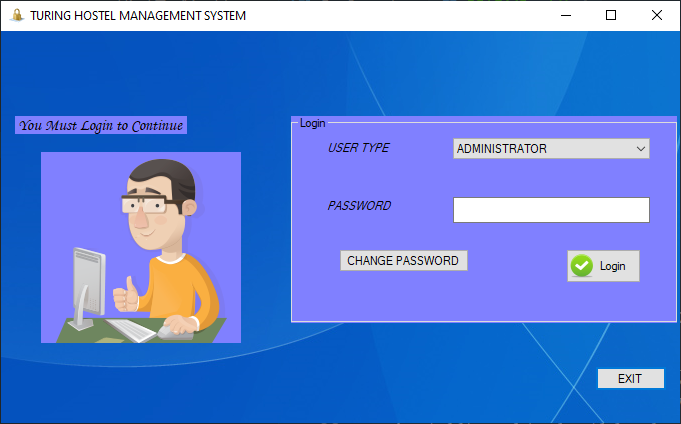 TURING HOSTEL MANAGEMENT SYSTEM
You Must Login to Continue
Login
USER TYPE
ADMINISTRATOR
PASSWORD
CHANGE PASSWORD
Login
EXIT